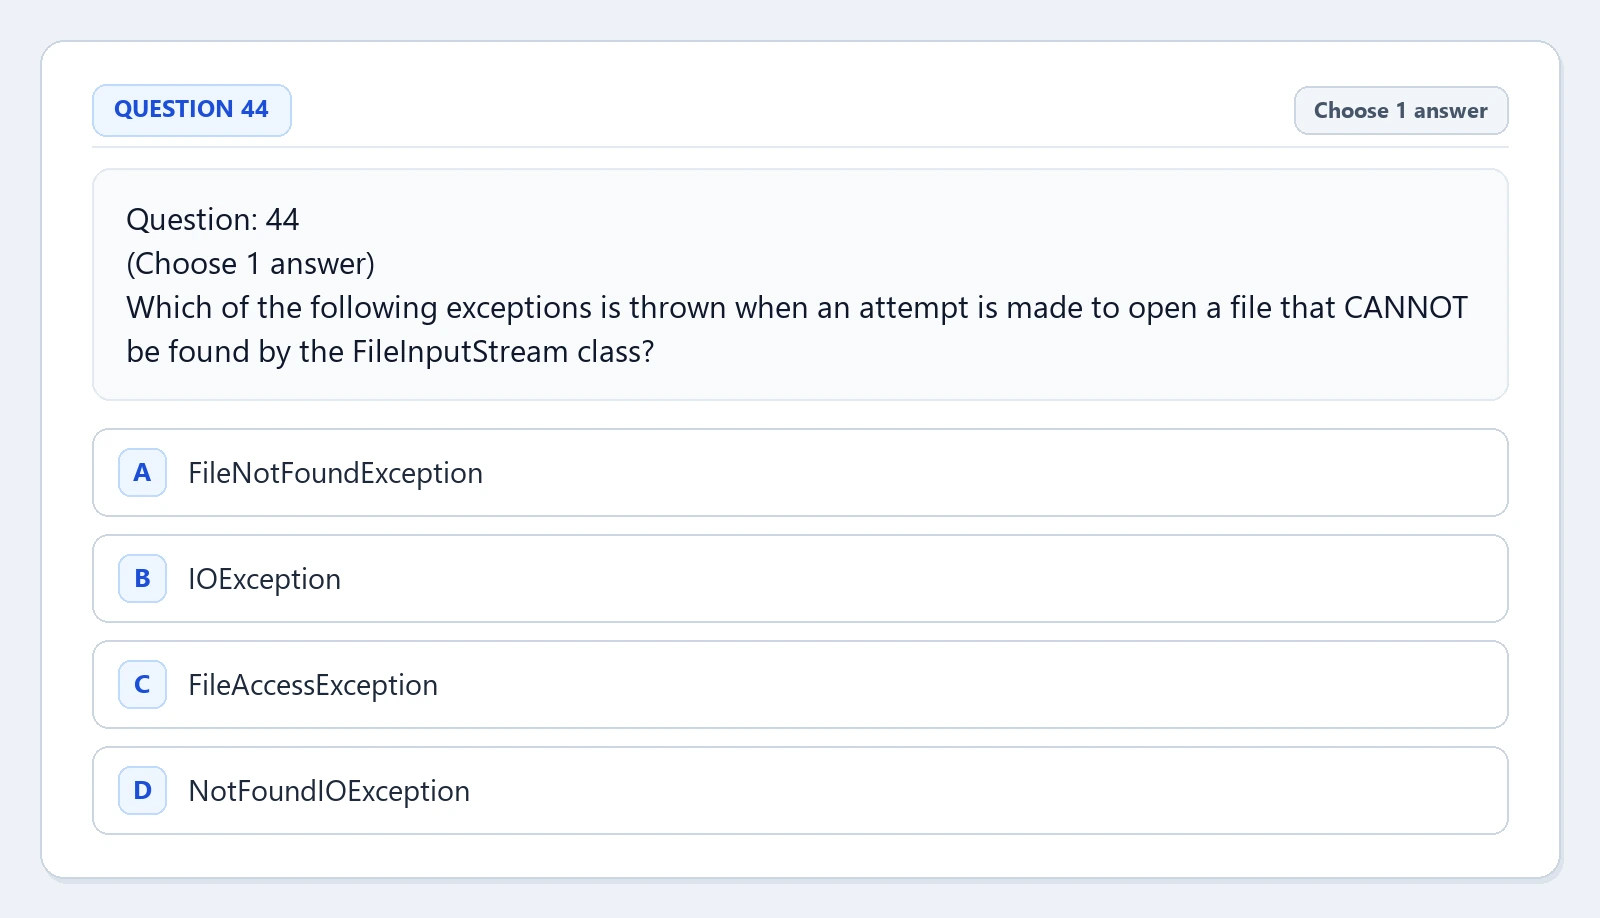 QUESTION 44
Choose 1 answer
Question: 44
(Choose 1 answer)
Which of the following exceptions is thrown when an attempt is made to open a file that CANNOT
be found by the FileInputStream class?
A FileNotFoundException
B IOException
C FileAccessException
D NotFoundIOException